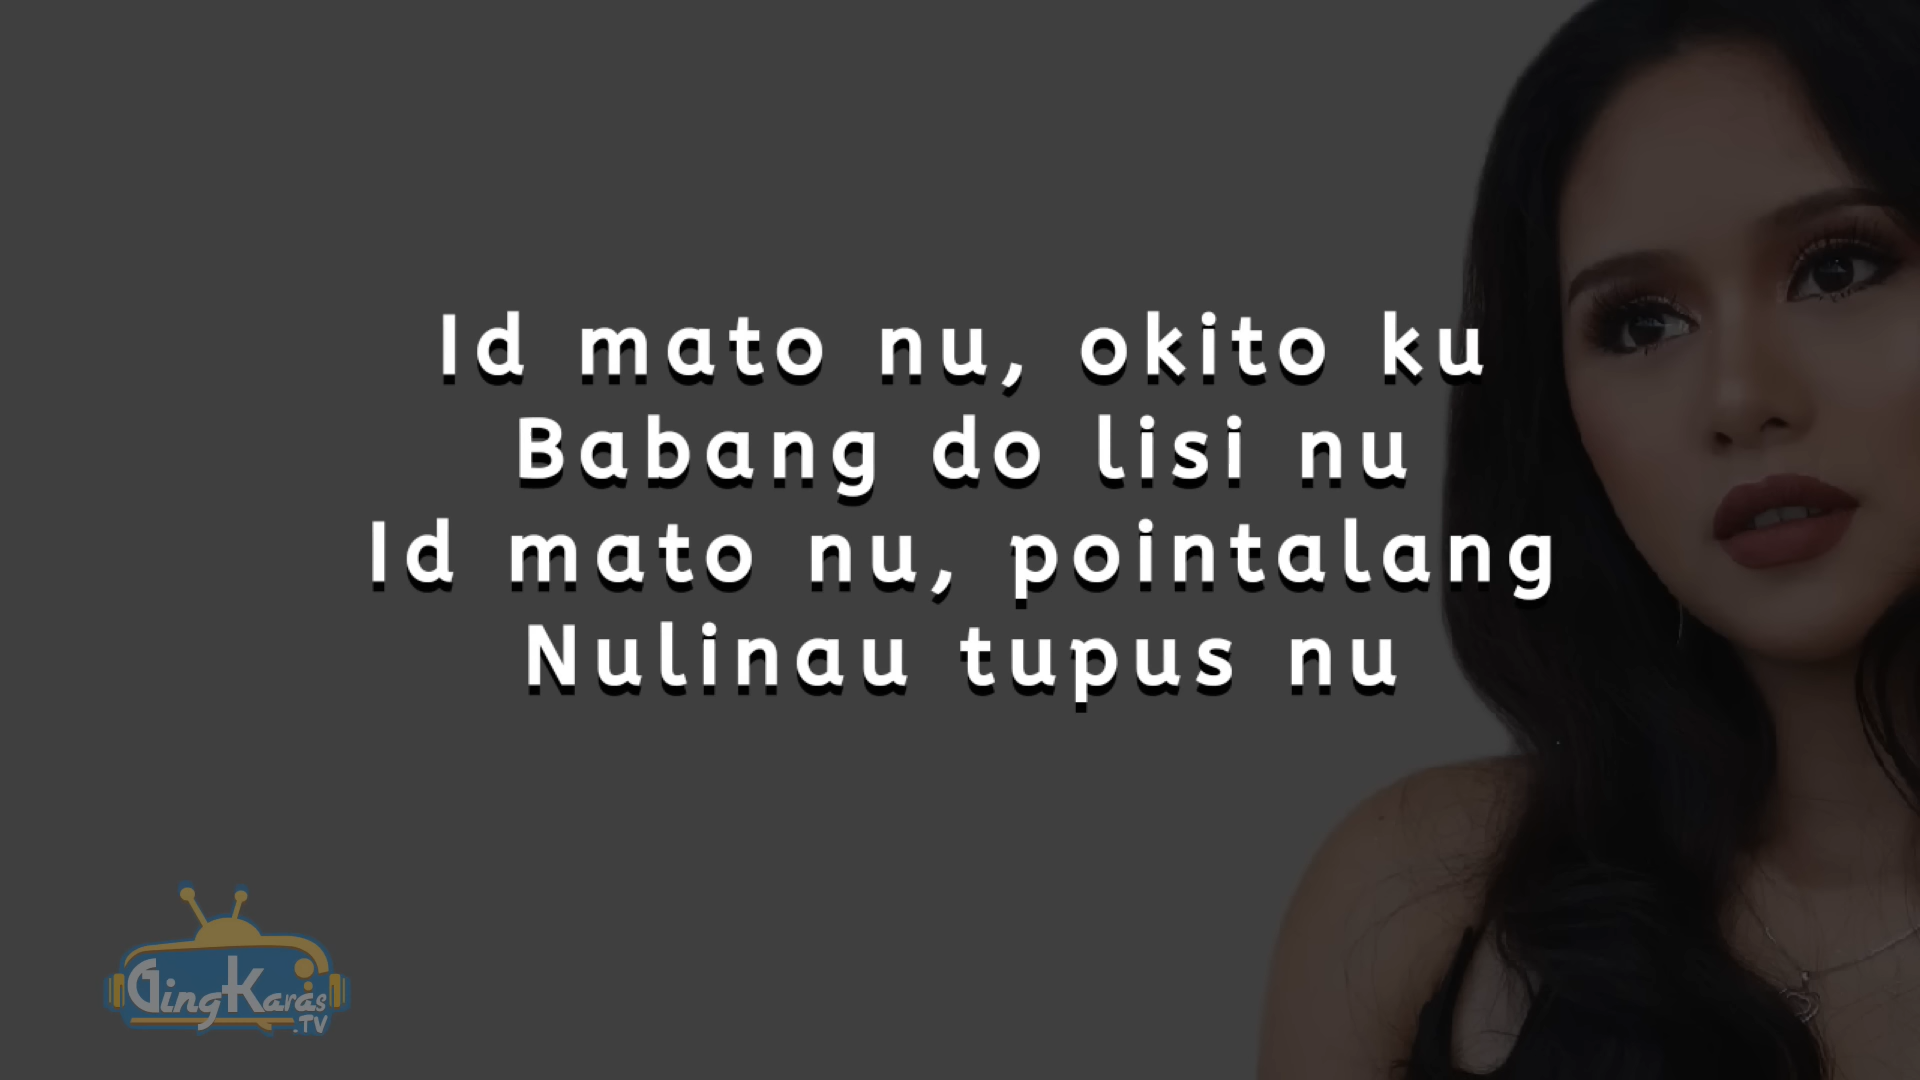 Id mato nu, okito ku
Babang do lisi nu
Id mato nu, pointalang
Nulinau tupus nu
GingKaras
.TV